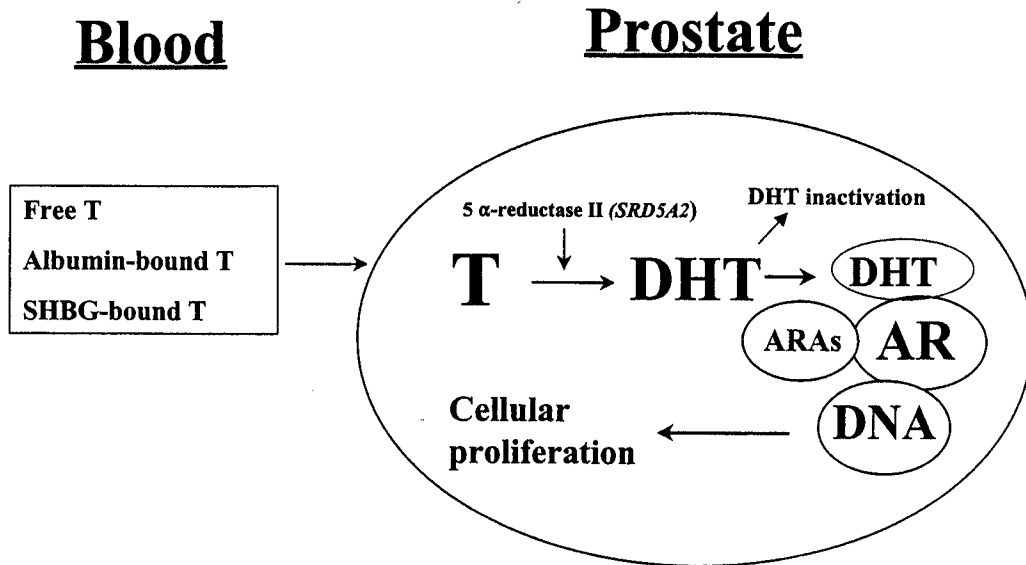 Blood
Prostate
Free T
Albumin-bound T
SHBG-bound T
5 α-reductase II (SRD5A2)
DHT inactivation
T
DHT
DHT
ARAs
AR
DNA
Cellular
proliferation